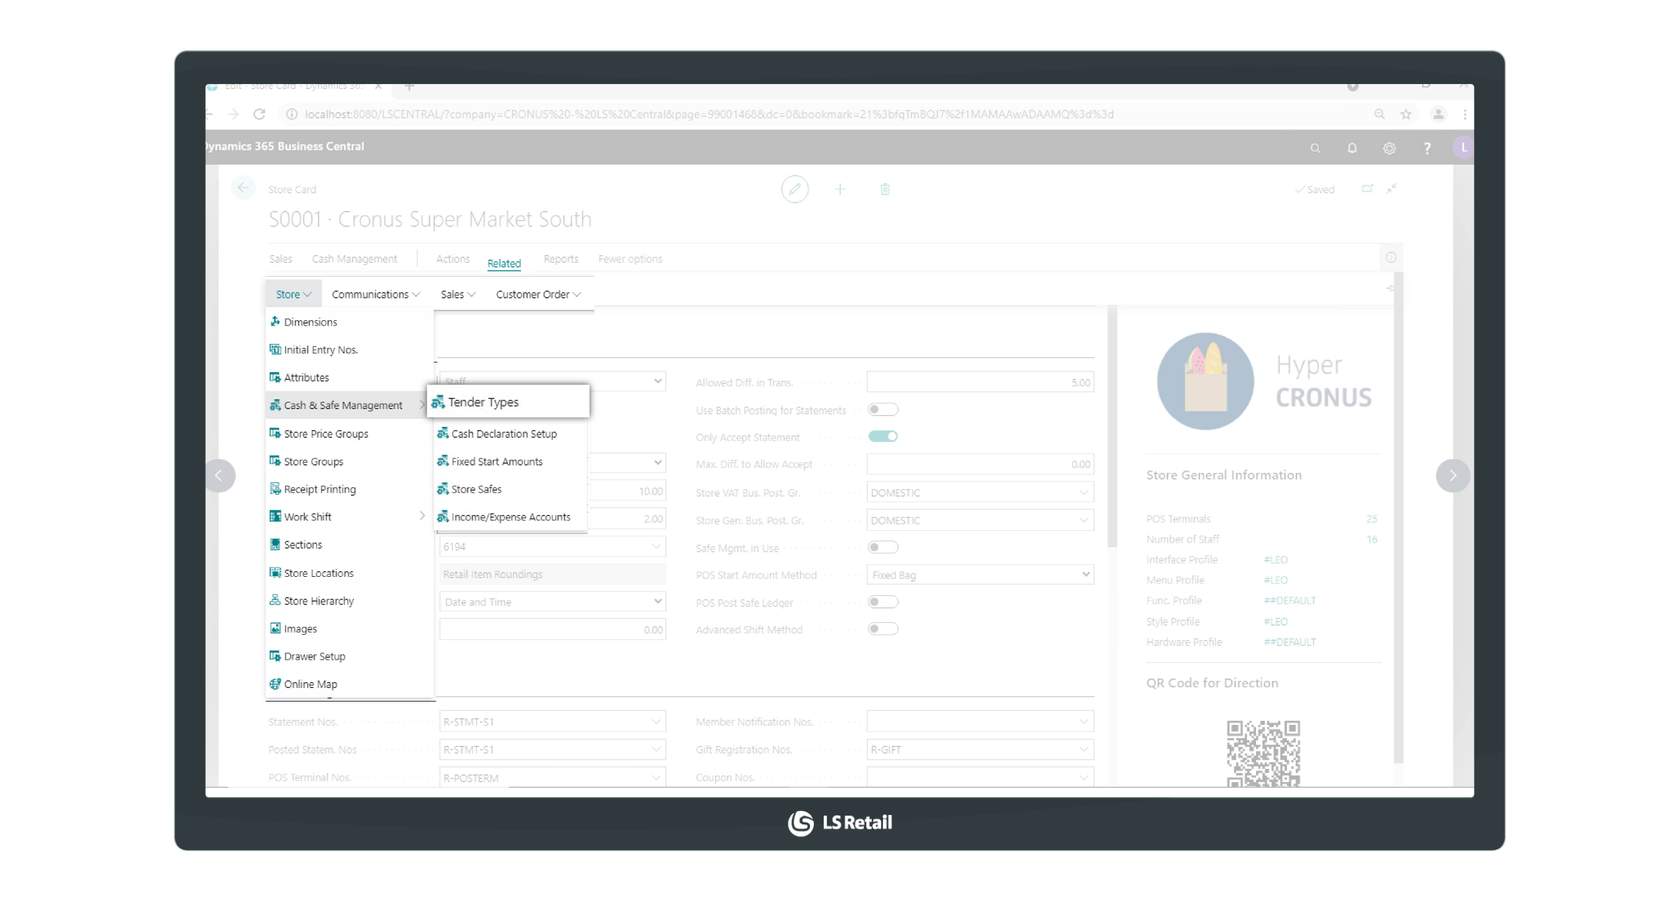 Edit - Store Card - Dynamics 36
localhost:8080/LSCENTRAL/?company=CRONUS%20-%20LS%20Central&page=99001468&dc=0&bookmark=21%3bfqTm8QJ7%2f1MAMAAwADAAMQ%3d%3d
Dynamics 365 Business Central
?
L
Store Card
Saved
S0001 · Cronus Super Market South
Sales
Cash Management
Actions
Related
Reports
Fewer options
Store
Communications
Sales
Customer Order
Dimensions
Initial Entry Nos.
Attributes
Cash & Safe Management
Store Price Groups
Store Groups
Receipt Printing
Work Shift
Sections
Store Locations
Store Hierarchy
Images
Drawer Setup
Online Map
Staff
Tender Types
Cash Declaration Setup
Fixed Start Amounts
Store Safes
Income/Expense Accounts
10.00
2.00
6194
Retail Item Roundings
Date and Time
0.00
Allowed Diff. in Trans. 5.00
Use Batch Posting for Statements
Only Accept Statement
Max. Diff. to Allow Accept 0.00
Store VAT Bus. Post. Gr. DOMESTIC
Store Gen. Bus. Post. Gr. DOMESTIC
Safe Mgmt. in Use
POS Start Amount Method Fixed Bag
POS Post Safe Ledger
Advanced Shift Method
Statement Nos. R-STMT-S1
Posted Statem. Nos R-STMT-S1
POS Terminal Nos. R-POSTERM
Member Notification Nos.
Gift Registration Nos. R-GIFT
Coupon Nos.
Hyper
CRONUS
Store General Information
POS Terminals 23
Number of Staff 16
Interface Profile #LEO
Menu Profile #LEO
Func. Profile ##DEFAULT
Style Profile #LEO
Hardware Profile ##DEFAULT
QR Code for Direction
LS Retail